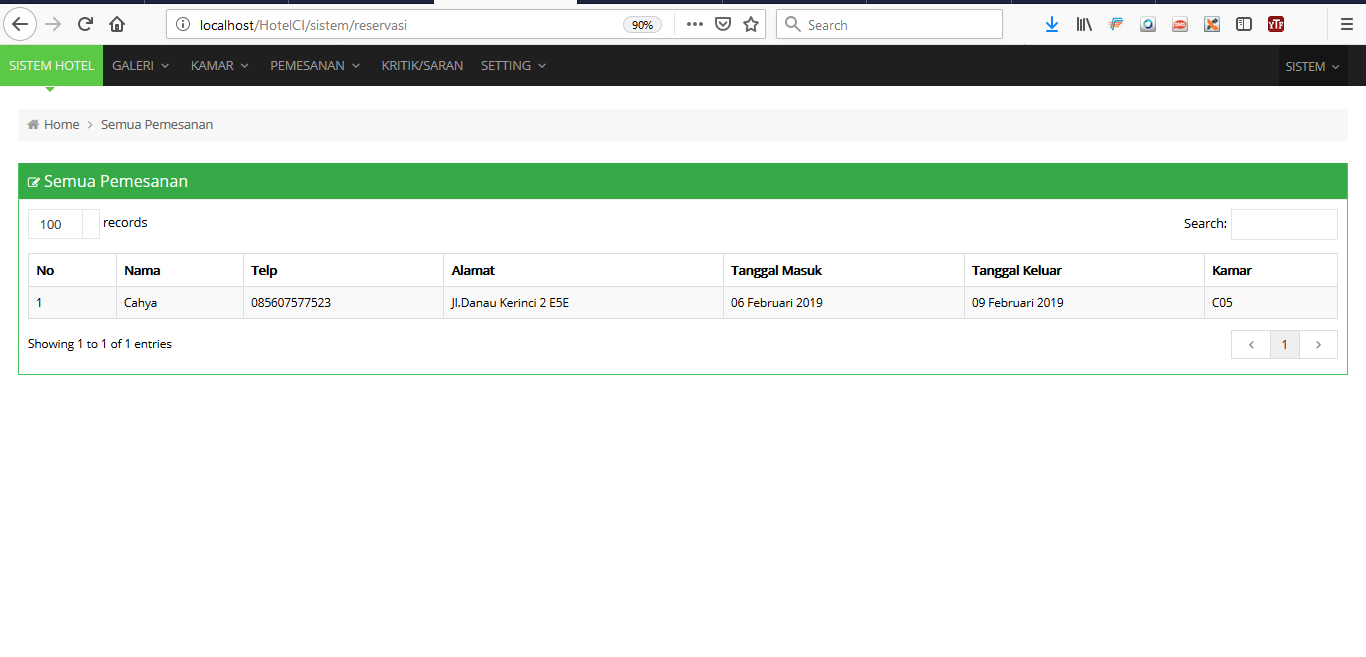 localhost/HotelCI/sistem/reservasi 90% Search
SISTEM HOTEL GALERI KAMAR PEMESANAN KRITIK/SARAN SETTING SISTEM
Home > Semua Pemesanan
Semua Pemesanan
100 records Search:
No Nama Telp Alamat Tanggal Masuk Tanggal Keluar Kamar
1 Cahya 085607577523 Jl.Danau Kerinci 2 E5E 06 Februari 2019 09 Februari 2019 C05
Showing 1 to 1 of 1 entries < 1 >